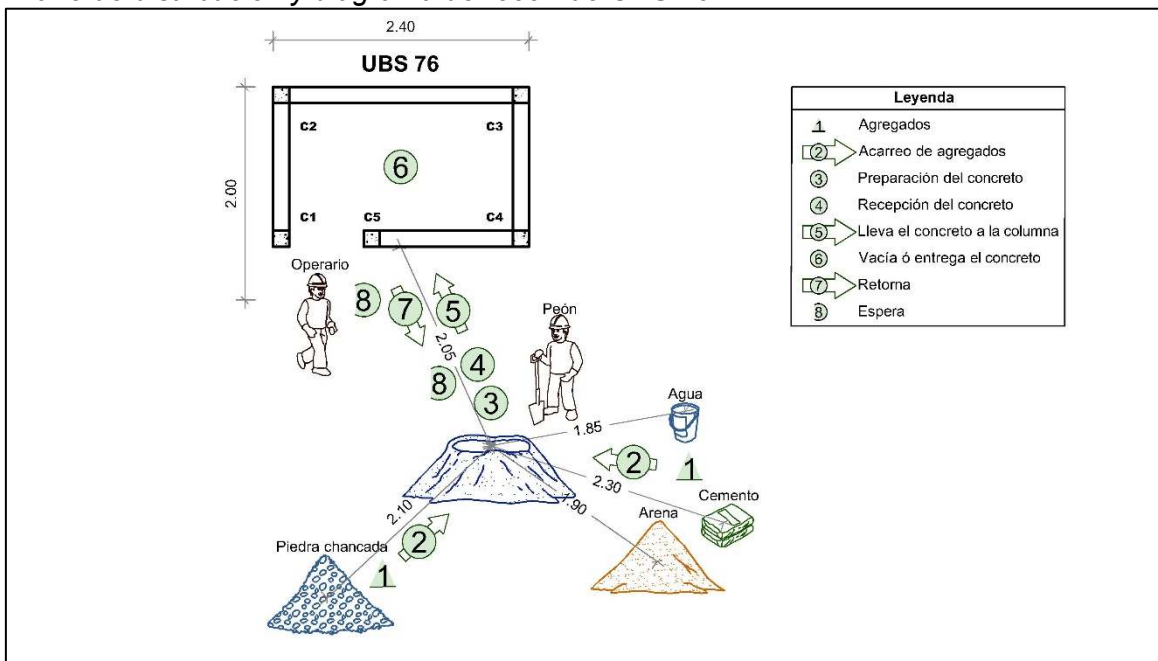 2.40
UBS 76
2.00
C2
C3
6
C1
C5
C4
Operario
8
7
5
Peón
2.05
4
8
3
Agua
1.85
2
1
2.30
Cemento
1.90
Arena
2.10
2
Piedra chancada
1
Leyenda
1 Agregados
2 Acarreo de agregados
3 Preparación del concreto
4 Recepción del concreto
5 Lleva el concreto a la columna
6 Vacía ó entrega el concreto
7 Retorna
8 Espera